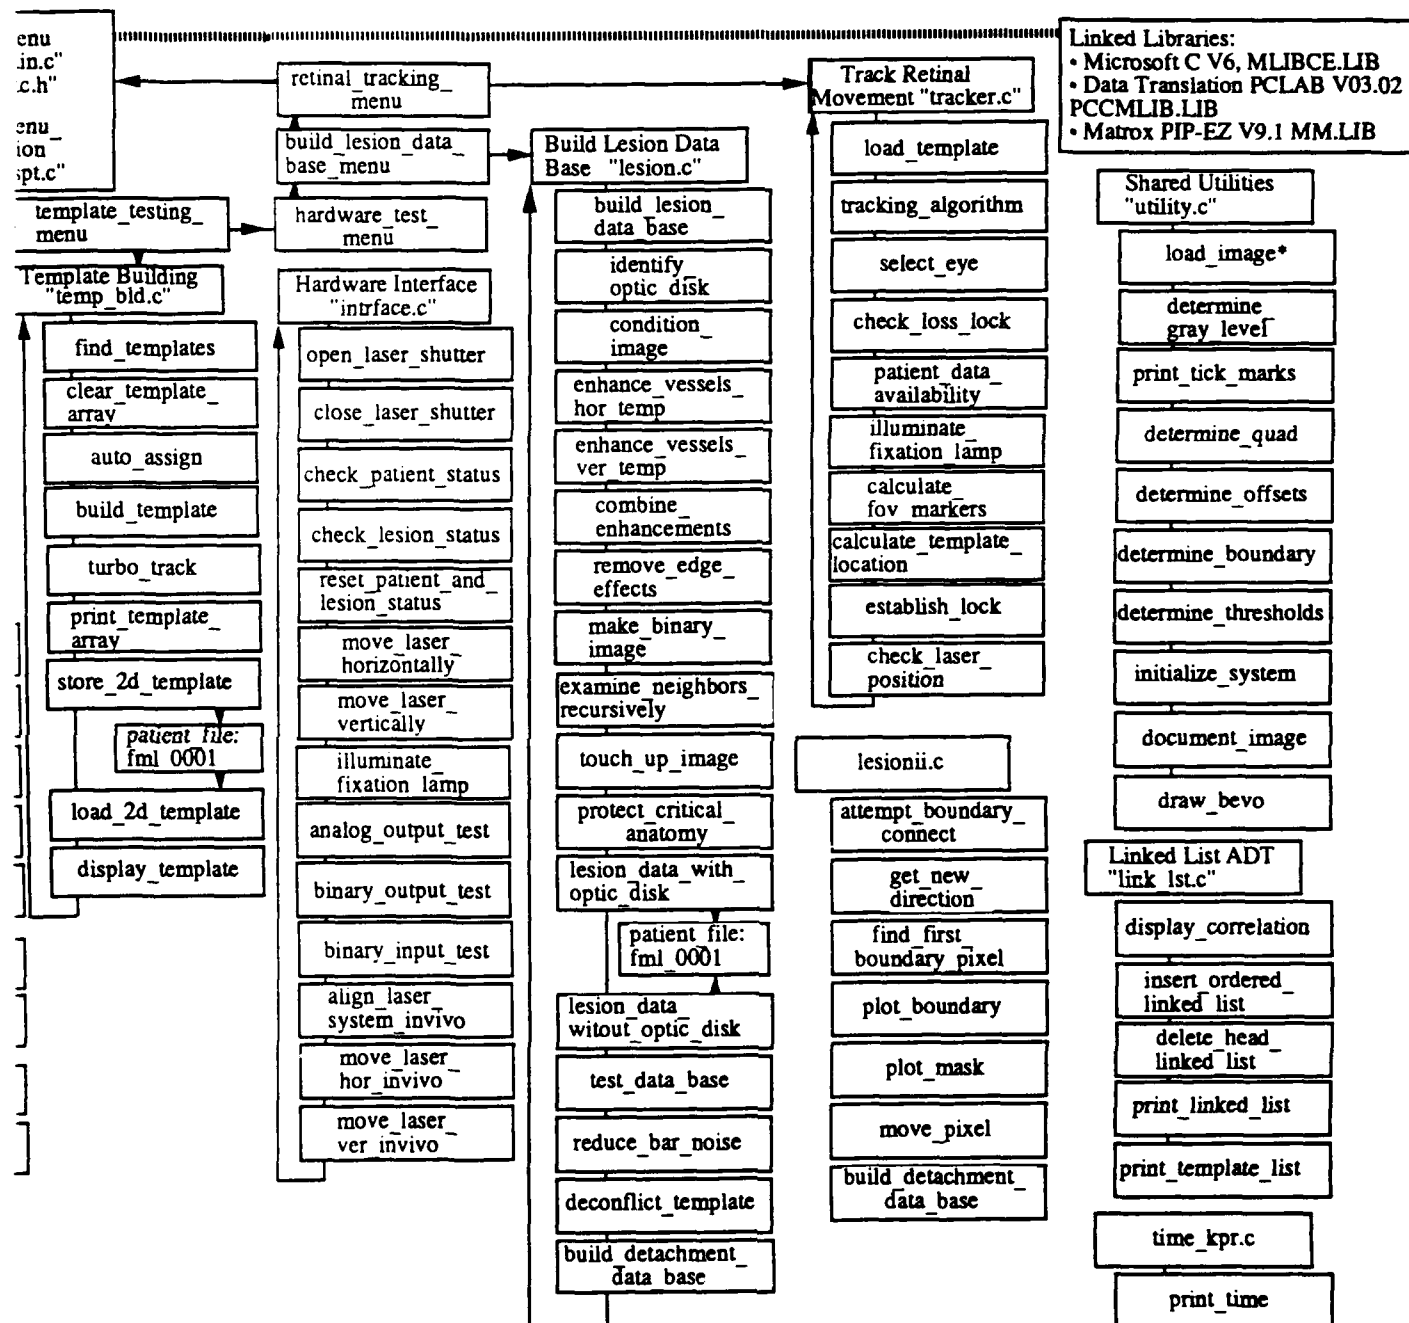 enu
in.c"
c.h"
enu_
ion
spt.c"
retinal_tracking_
menu
build_lesion_data_
base_menu
template_testing_
menu
hardware_test_
menu
Template Building
"temp_bld.c"
find_templates
clear_template_
array
auto_assign
build_template
turbo_track
print_template_
array
store_2d_template
patient_file:
fml_0001
load_2d_template
display_template
Hardware Interface
"intrface.c"
open_laser_shutter
close_laser_shutter
check_patient_status
check_lesion_status
reset_patient_and_
lesion_status
move_laser_
horizontally
move_laser_
vertically
illuminate_
fixation_lamp
analog_output_test
binary_output_test
binary_input_test
align_laser_
system_invivo
move_laser_
hor_invivo
move_laser_
ver_invivo
Build Lesion Data
Base "lesion.c"
build_lesion_
data_base
identify_
optic_disk
condition_
image
enhance_vessels_
hor_temp
enhance_vessels_
ver_temp
combine_
enhancements
remove_edge_
effects
make_binary_
image
examine_neighbors_
recursively
touch_up_image
protect_critical_
anatomy
lesion_data_with_
optic_disk
patient_file:
fml_0001
lesion_data_
witout_optic_disk
test_data_base
reduce_bar_noise
deconflict_template
build_detachment_
data_base
Track Retinal
Movement "tracker.c"
load_template
tracking_algorithm
select_eye
check_loss_lock
patient_data_
availability
illuminate_
fixation_lamp
calculate_
fov_markers
calculate_template_
location
establish_lock
check_laser_
position
lesionii.c
attempt_boundary_
connect
get_new_
direction
find_first_
boundary_pixel
plot_boundary
plot_mask
move_pixel
build_detachment_
data_base
Linked Libraries:
• Microsoft C V6, MLIBCE.LIB
• Data Translation PCLAB V03.02
PCCMLIB.LIB
• Matrox PIP-EZ V9.1 MM.LIB
Shared Utilities
"utility.c"
load_image*
determine_
gray_level
print_tick_marks
determine_quad
determine_offsets
determine_boundary
determine_thresholds
initialize_system
document_image
draw_bevo
Linked List ADT
"link_lst.c"
display_correlation
insert_ordered_
linked_list
delete_head_
linked_list
print_linked_list
print_template_list
time_kpr.c
print_time